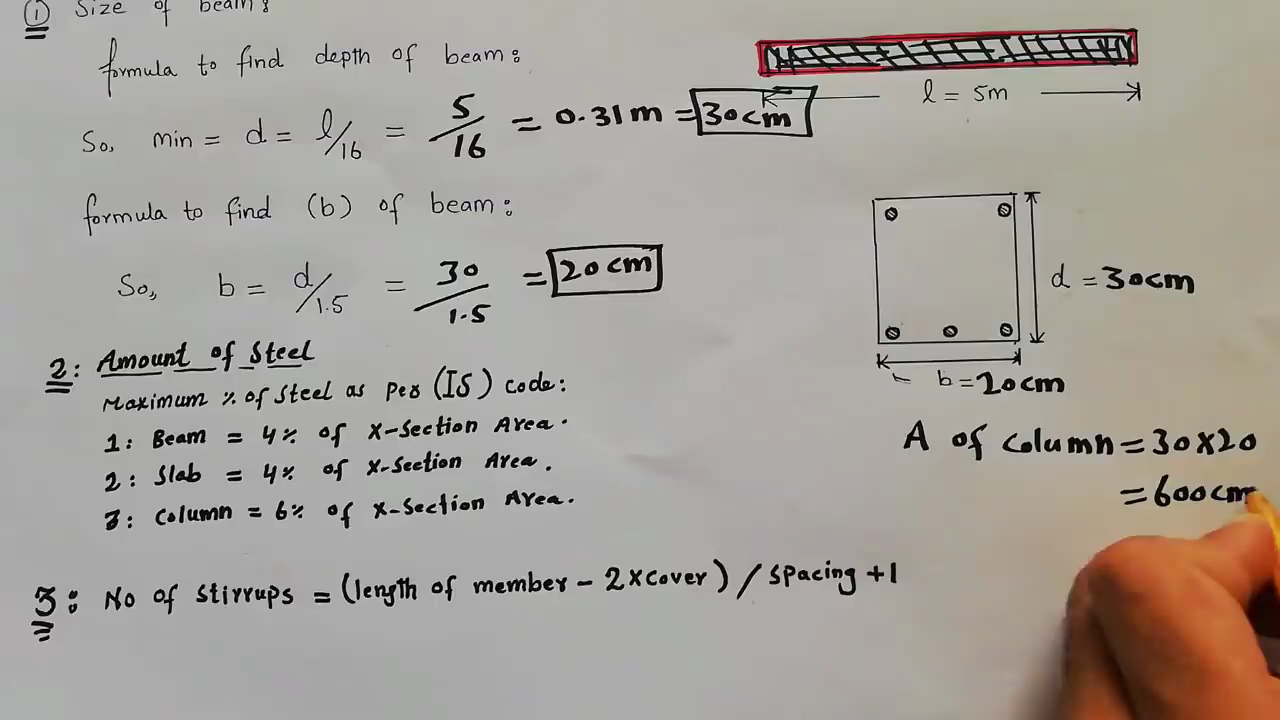 ① Size of beam:
formula to find depth of beam:
So, min = d = l/16 = 5/16 = 0.31m = 30cm
formula to find (b) of beam:
So, b = d/1.5 = 30/1.5 = 20cm
2: Amount of Steel
Maximum % of Steel as Per (IS) Code:
1: Beam = 4% of X-Section Area.
2: Slab = 4% of X-Section Area.
3: Column = 6% of X-Section Area.
3: No of Stirrups = (length of member - 2xcover) / Spacing +1
l = 5m
d = 30cm
b = 20cm
A of Column = 30x20
= 600cm